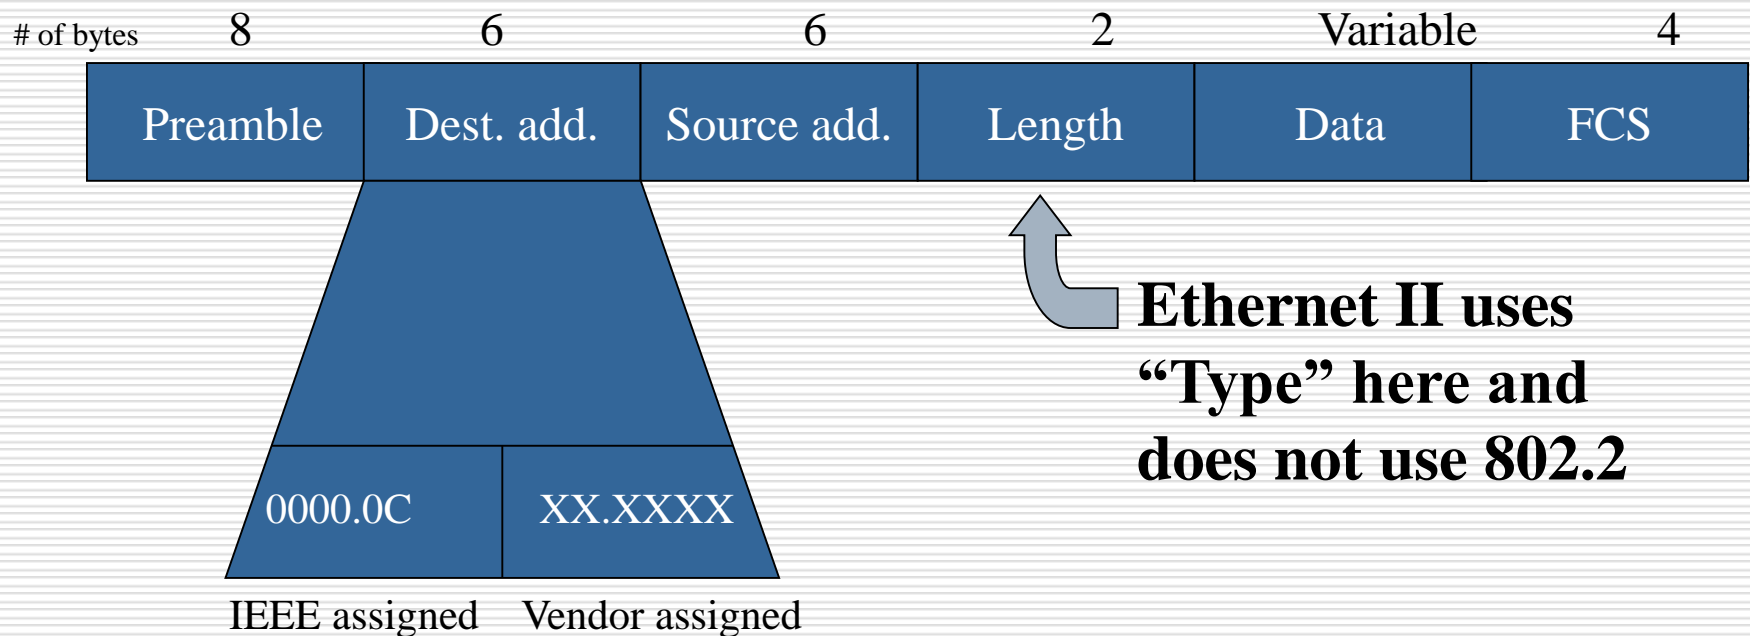 # of bytes 8 6 6 2 Variable 4
Preamble Dest. add. Source add. Length Data FCS
Ethernet II uses
“Type” here and
does not use 802.2
0000.0C XX.XXXX
IEEE assigned Vendor assigned